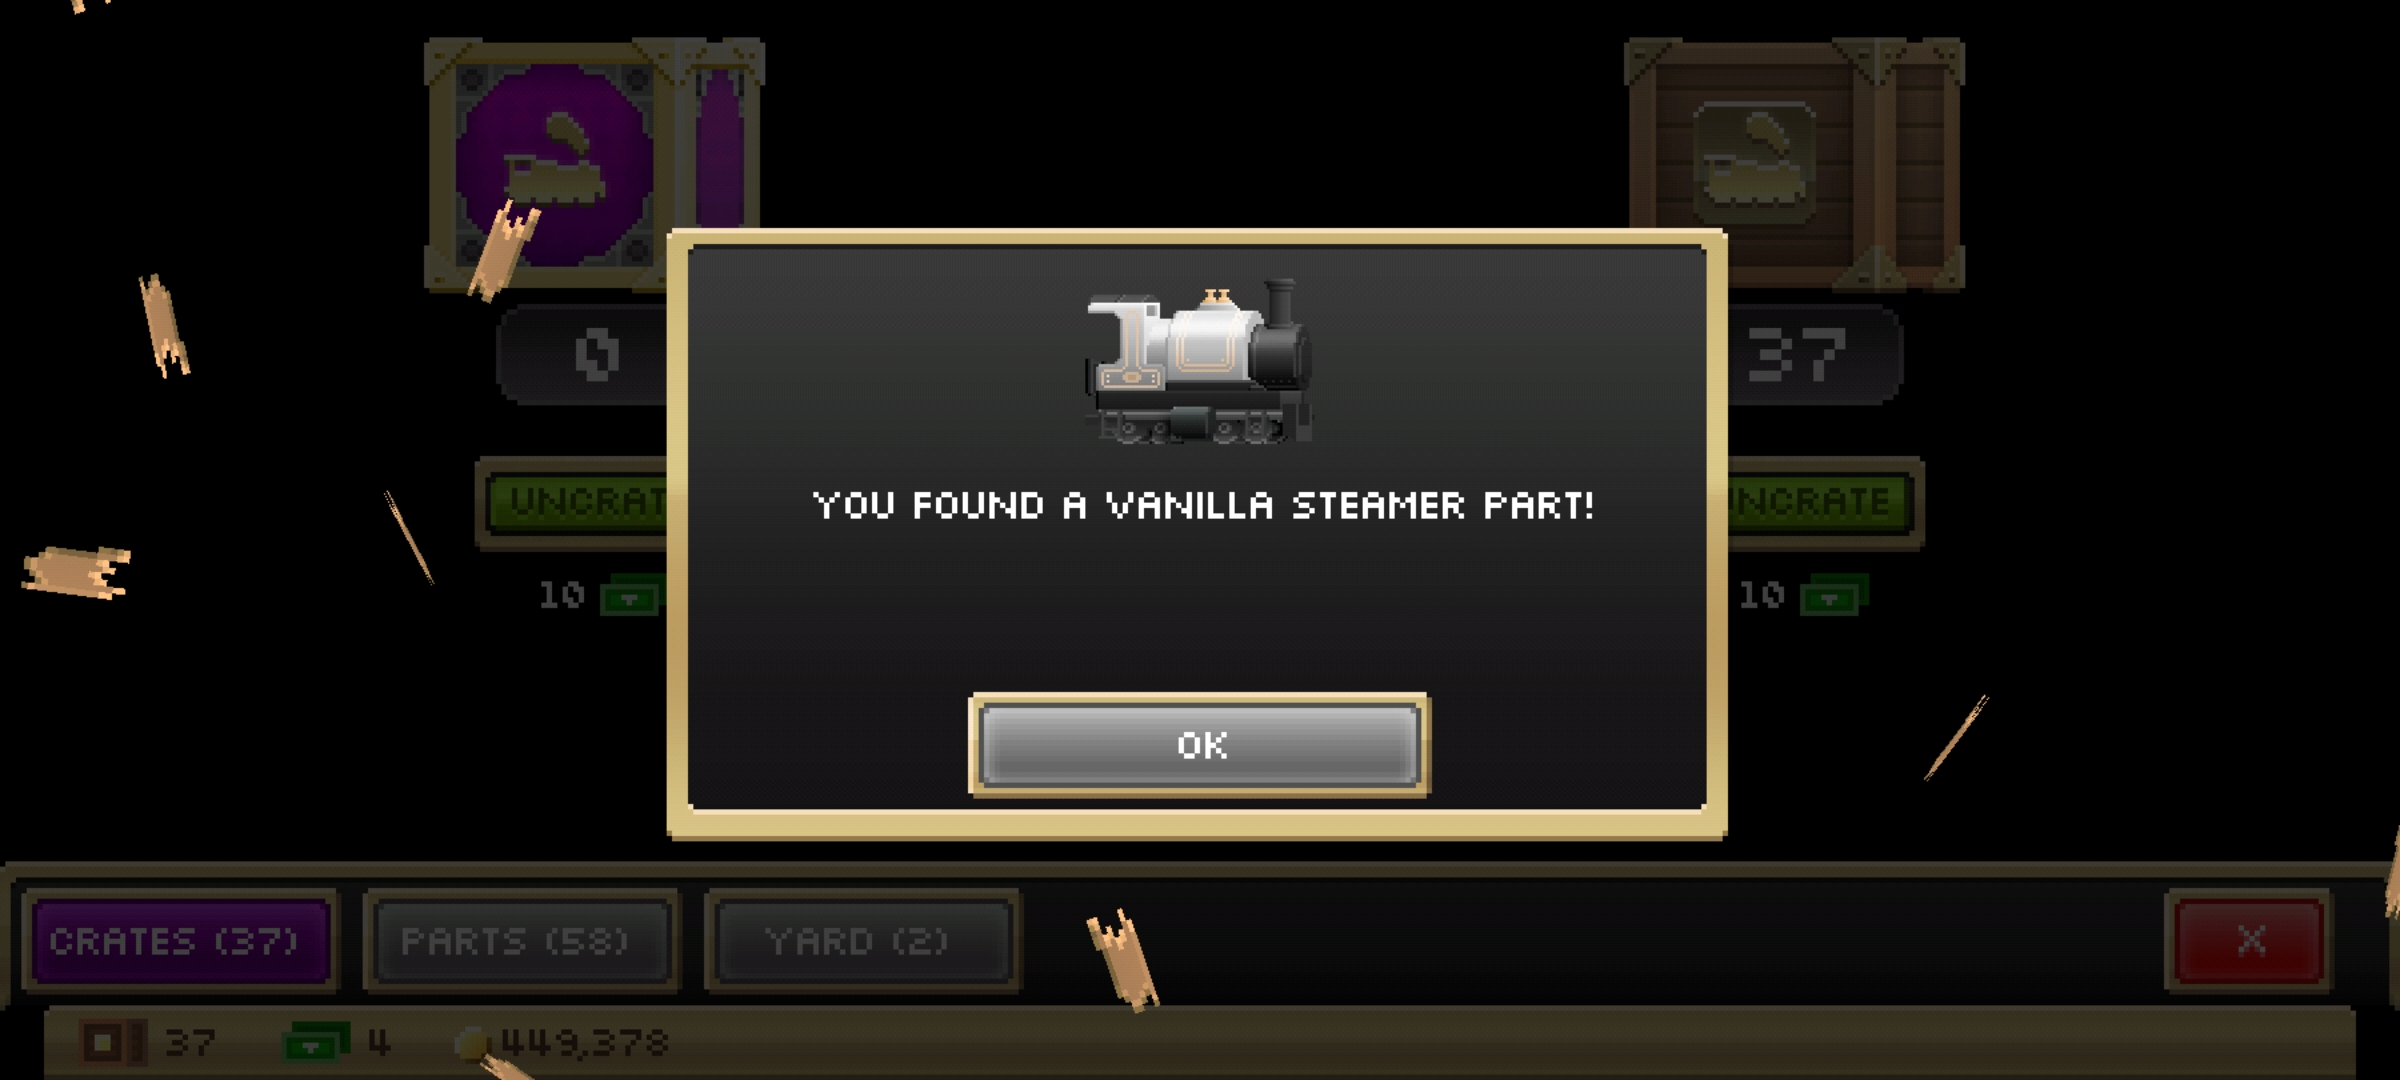 0
37
YOU FOUND A VANILLA STEAMER PART!
UNCRAT
NCRATE
10
10
OK
CRATES (37)
PARTS (58)
YARD (2)
X
37
4
449,378